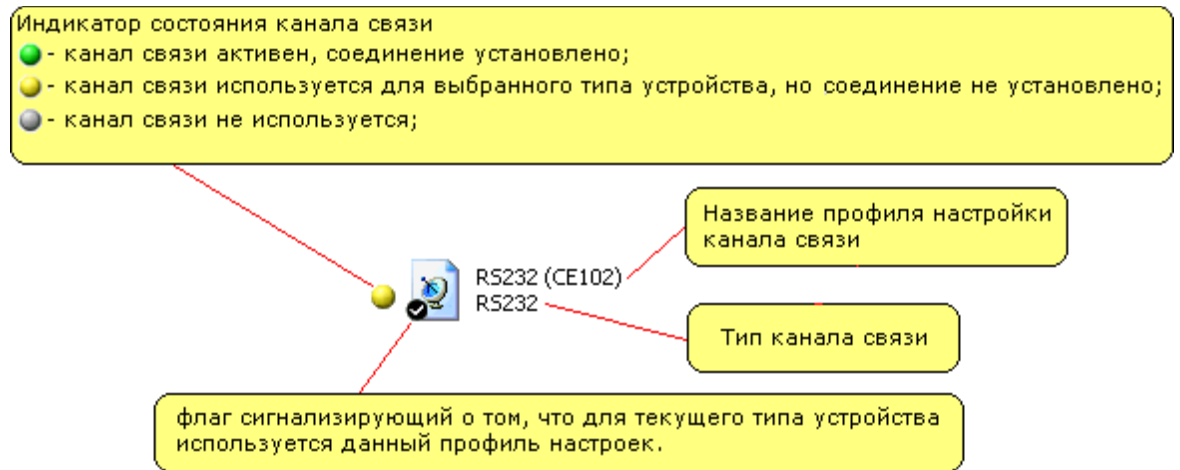 Индикатор состояния канала связи
- канал связи активен, соединение установлено;
- канал связи используется для выбранного типа устройства, но соединение не установлено;
- канал связи не используется;
Название профиля настройки
канала связи
RS232 (CE102)
RS232
Тип канала связи
флаг сигнализирующий о том, что для текущего типа устройства
используется данный профиль настроек.